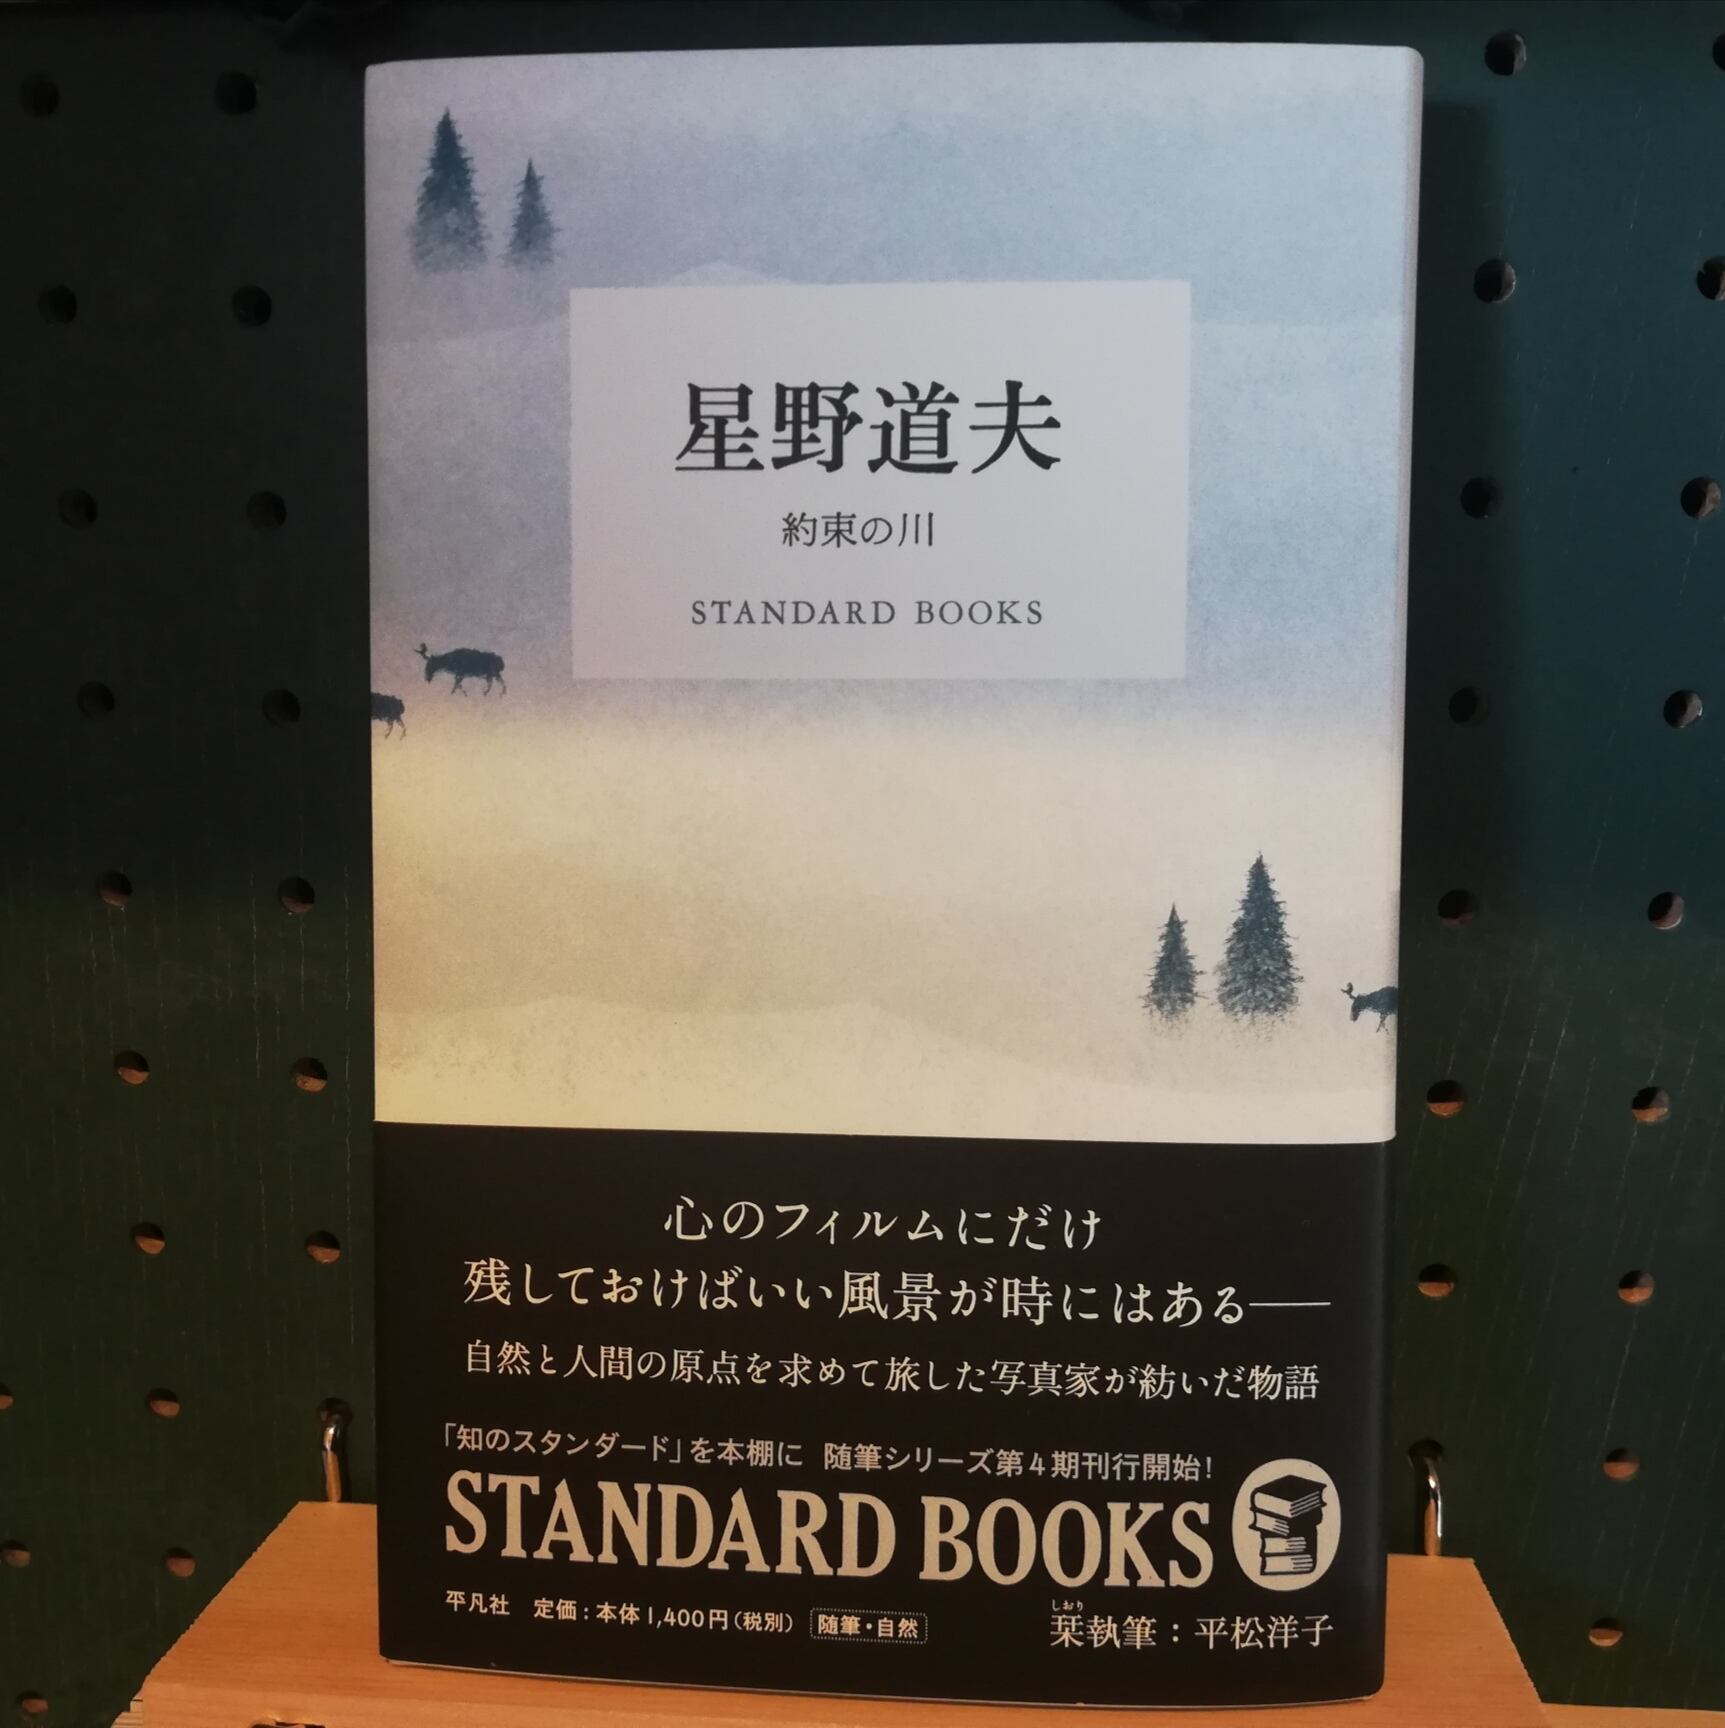 星野道夫
約束の川
STANDARD BOOKS
心のフィルムにだけ
残しておけばいい風景が時にはある——
自然と人間の原点を求めて旅した写真家が紡いだ物語
「知のスタンダード」を本棚に 随筆シリーズ第4期刊行開始!
STANDARD BOOKS
平凡社 定価:本体1,400円(税別) 随筆・自然
しおり
栞執筆:平松洋子